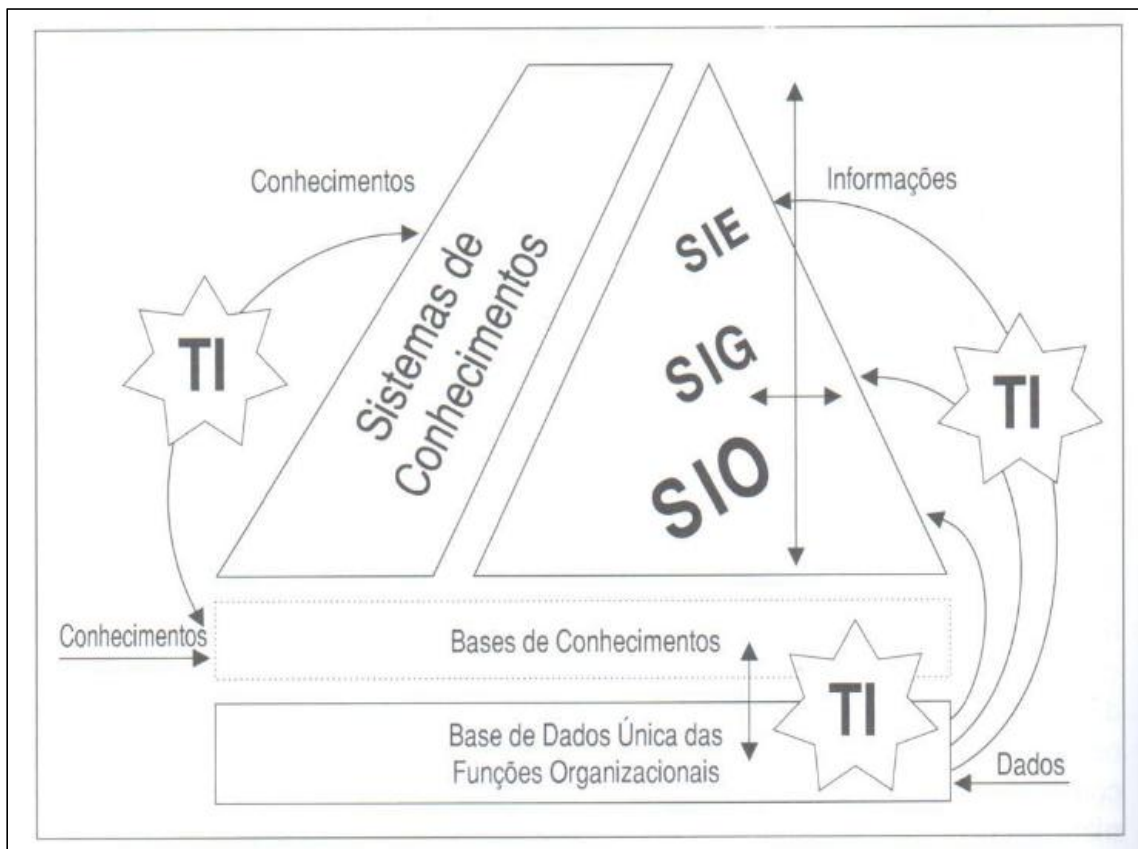 Conhecimentos
Informações
TI
Sistemas de
Conhecimentos
SIE
SIG
SIO
TI
Conhecimentos
Bases de Conhecimentos
TI
Base de Dados Única das
Funções Organizacionais
Dados